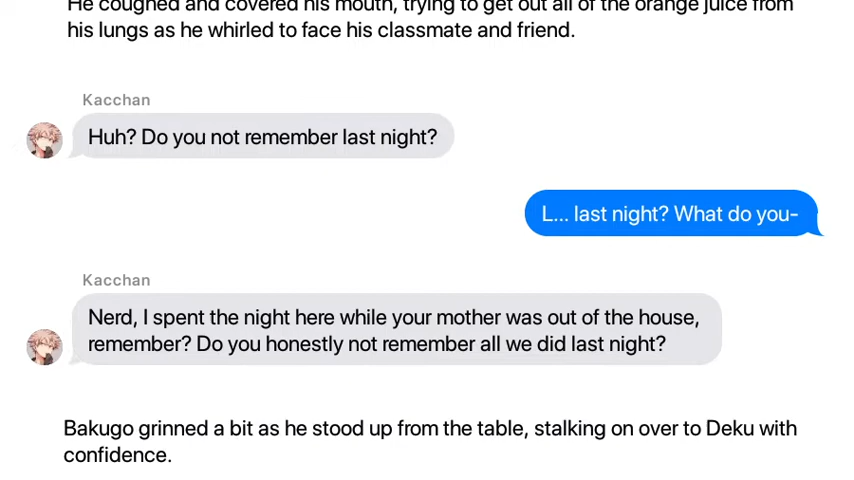 He coughed and covered his mouth, trying to get out all of the orange juice from
his lungs as he whirled to face his classmate and friend.
Kacchan
Huh? Do you not remember last night?
L... last night? What do you-
Kacchan
Nerd, I spent the night here while your mother was out of the house,
remember? Do you honestly not remember all we did last night?
Bakugo grinned a bit as he stood up from the table, stalking on over to Deku with
confidence.